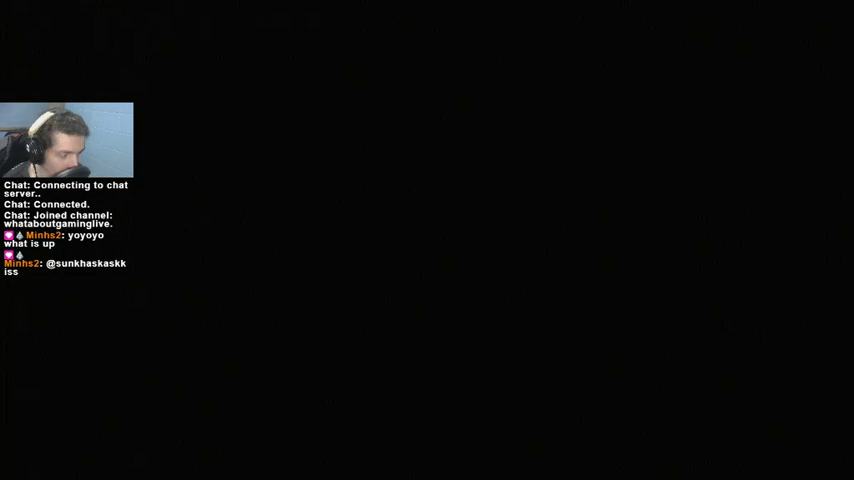 Chat: Connecting to chat
server..
Chat: Connected.
Chat: Joined channel:
whataboutgaminglive.
Minhs2: yoyoyo
what is up
Minhs2: @sunkhaskaskk
iss